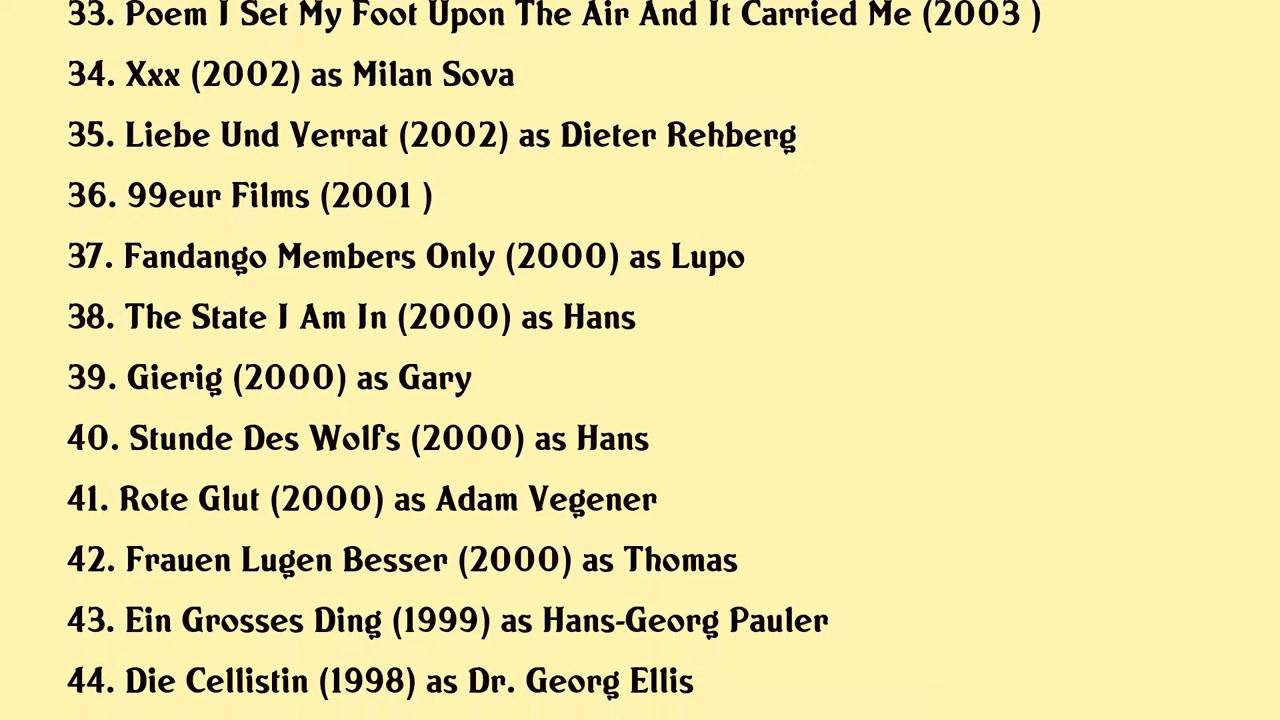 33. Poem I Set My Foot Upon The Air And It Carried Me (2003 )
34. Xxx (2002) as Milan Sova
35. Liebe Und Verrat (2002) as Dieter Rehberg
36. 99eur Films (2001 )
37. Fandango Members Only (2000) as Lupo
38. The State I Am In (2000) as Hans
39. Gierig (2000) as Gary
40. Stunde Des Wolfs (2000) as Hans
41. Rote Glut (2000) as Adam Vegener
42. Frauen Lugen Besser (2000) as Thomas
43. Ein Grosses Ding (1999) as Hans-Georg Pauler
44. Die Cellistin (1998) as Dr. Georg Ellis